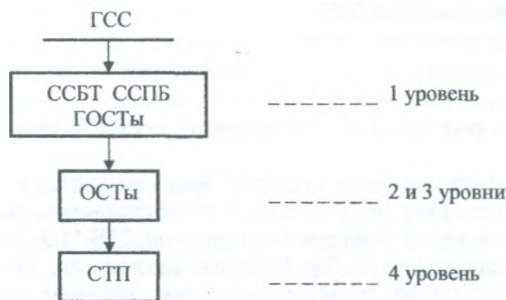 ГСС
ССБТ ССПБ
ГОСТы
1 уровень
ОСТы
2 и 3 уровни
СТП
4 уровень